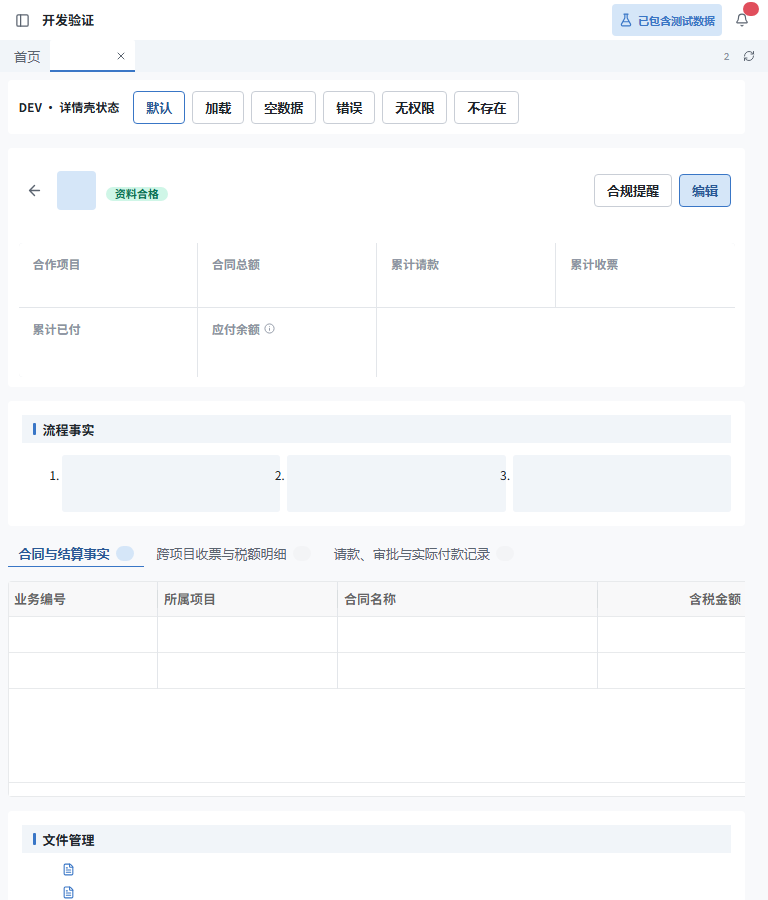 开发验证
已包含测试数据
首页
2
DEV • 详情壳状态
默认
加载
空数据
错误
无权限
不存在
资料合格
合规提醒
编辑
合作项目
合同总额
累计请款
累计收票
累计已付
应付余额
流程事实
1.
2.
3.
合同与结算事实
跨项目收票与税额明细
请款、审批与实际付款记录
业务编号
所属项目
合同名称
含税金额
文件管理